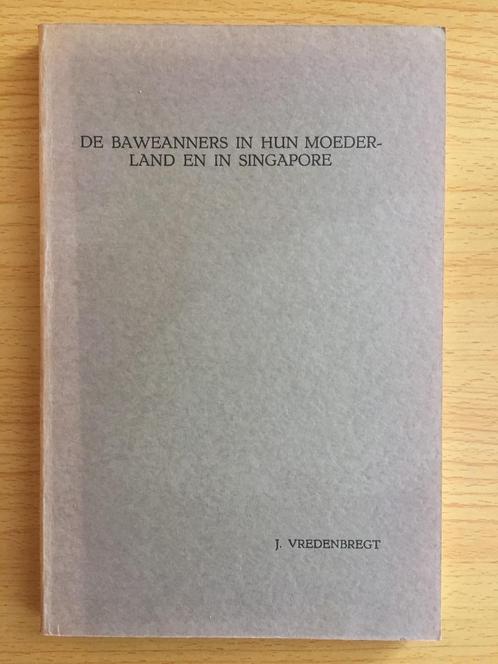 DE BAWEANNERS IN HUN MOEDER-
LAND EN IN SINGAPORE
J. VREDENBREGT